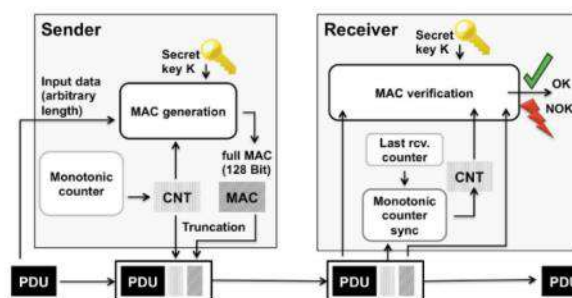 Sender
Secret
key K
Input data
(arbitrary
length)
MAC generation
full MAC
(128 Bit)
Monotonic
counter
CNT
MAC
Truncation
PDU
PDU
Receiver
Secret
key K
MAC verification
OK
NOK
Last rcv.
counter
CNT
Monotonic
counter
sync
PDU
PDU